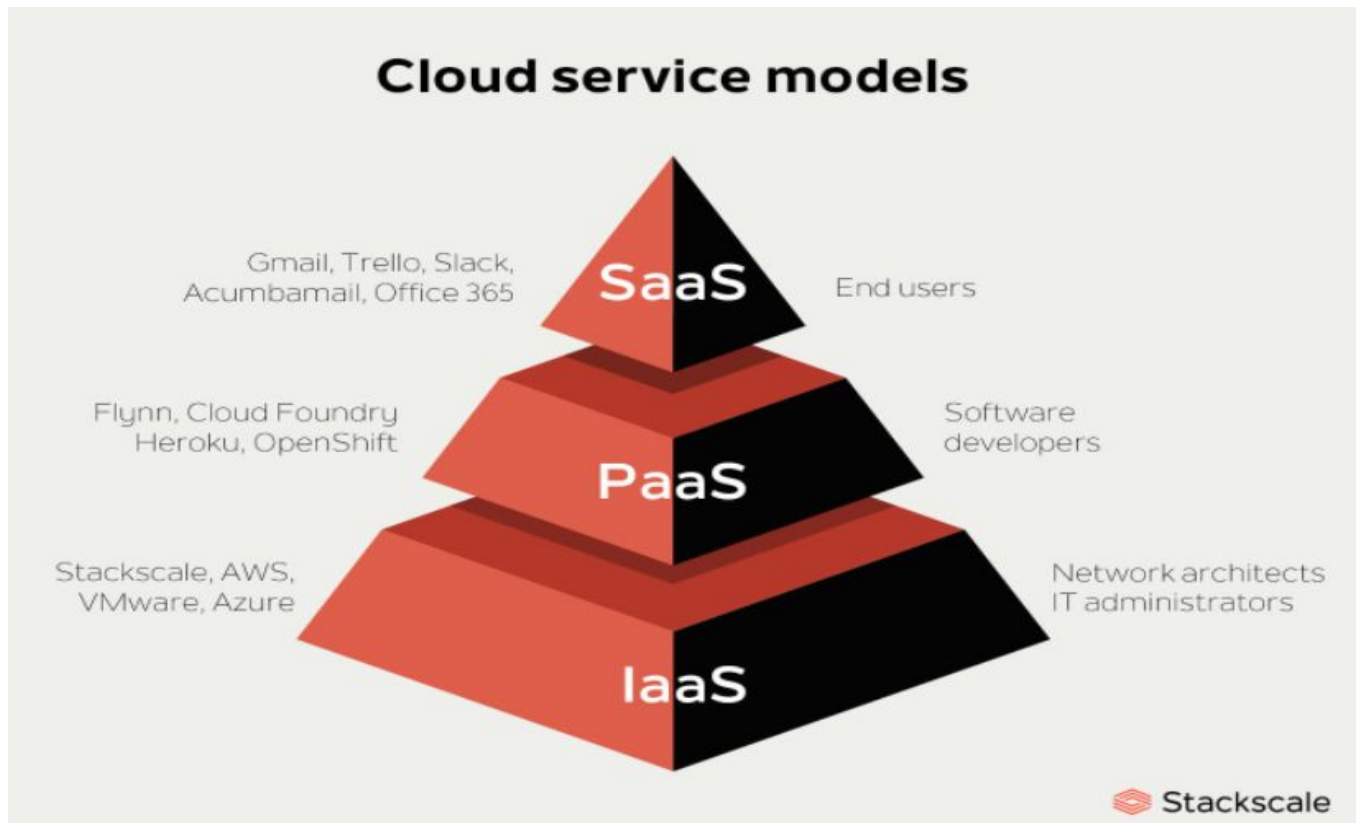 Cloud service models
Gmail, Trello, Slack,
Acumbamail, Office 365
SaaS
End users
Flynn, Cloud Foundry
Heroku, OpenShift
PaaS
Software
developers
Stackscale, AWS,
VMware, Azure
IaaS
Network architects
IT administrators
Stackscale